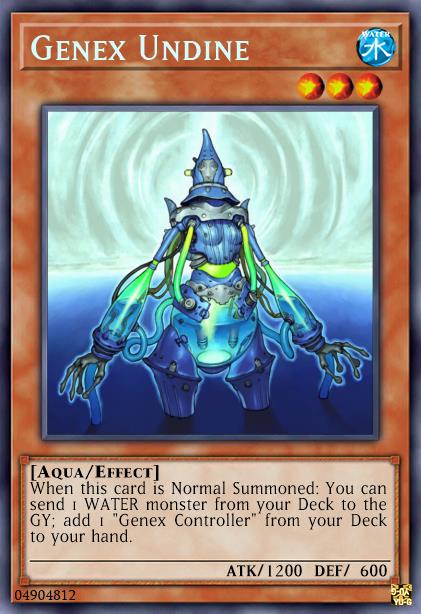 Genex Undine
WATER
水
[Aqua/Effect]
When this card is Normal Summoned: You can
send 1 WATER monster from your Deck to the
GY; add 1 "Genex Controller" from your Deck
to your hand.
ATK/1200 DEF/ 600
04904812